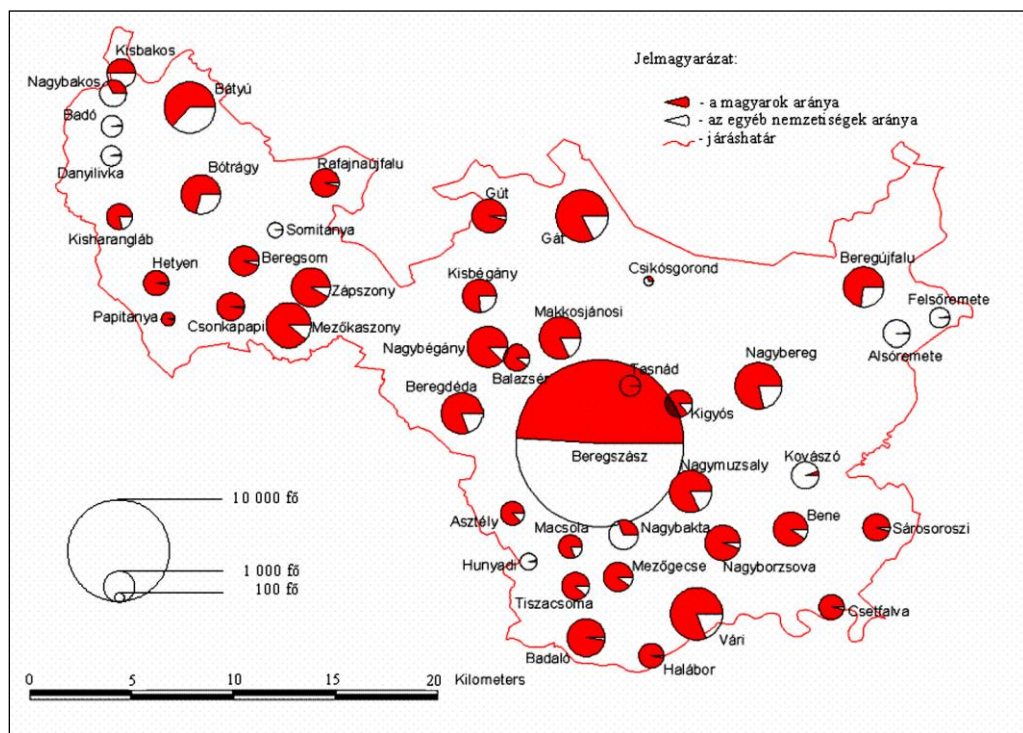 Kisbakos
Nagybakos
Bátyú
Badó
Danyilivka
Bótrágy
Rafajnaújfalu
Kisharangláb
Somitanya
Gút
Gát
Hetyen
Beregsom
Zápszony
Papitanya
Csonkapapi
Mezőkaszony
Kisbégány
Csikósgorond
Makkosjánosi
Beregújfalu
Felsőremete
Alsóremete
Nagybégány
Balazsér
Tasnád
Nagybereg
Beregdéda
Kigyós
Beregszász
Kovászó
Nagymuzsaly
Asztély
Macsola
Nagybakta
Bene
Sárosoroszi
Hunyadi
Mezőgecse
Nagyborzsova
Tiszacsoma
Csetfalva
Vári
Badaló
Halábor
Jelmagyarázat:
- a magyarok aránya
- az egyéb nemzetiségek aránya
- járáshatár
10 000 fő
1 000 fő
100 fő
0 5 10 15 20 Kilometers